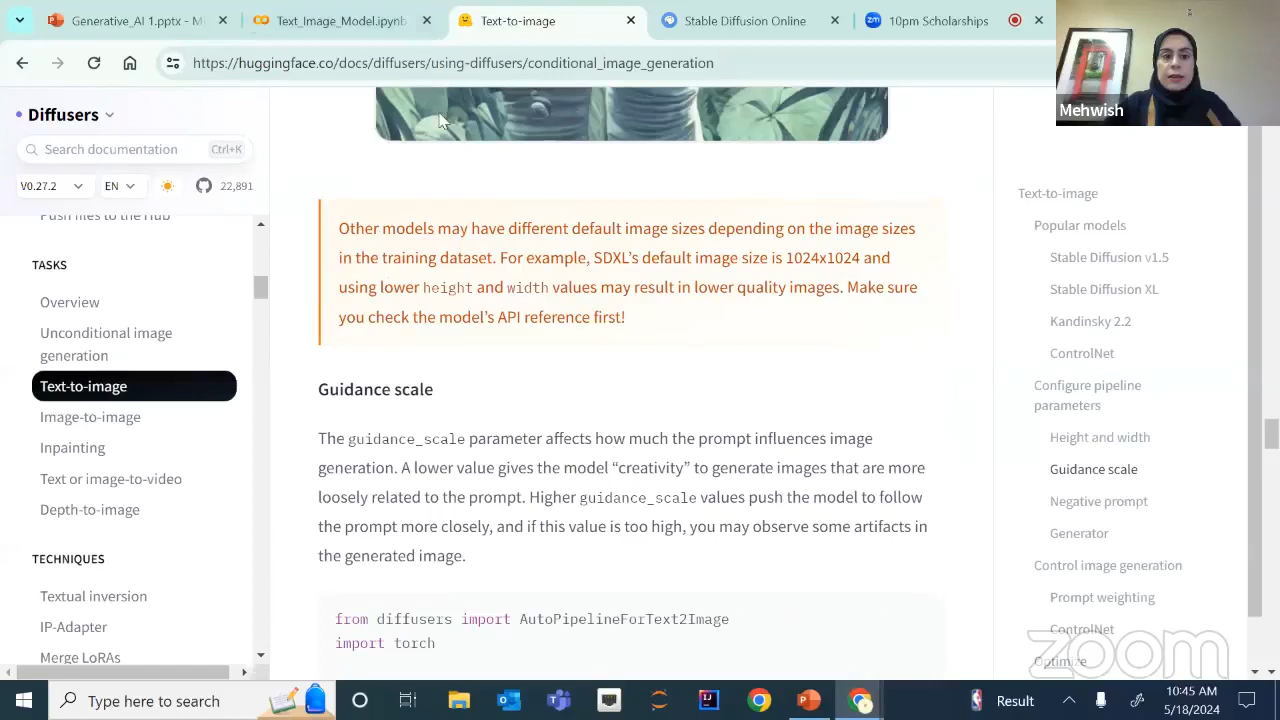 Generative_AI 1.pptx - M
Text_Image_Model.ipynb
Text-to-image
Stable Diffusion Online
10pm Scholarships
https://huggingface.co/docs/diffusers/using-diffusers/conditional_image_generation
Mehwish
Diffusers
Search documentation
Ctrl+K
V0.27.2
EN
22,891
Push files to the Hub
TASKS
Overview
Unconditional image
generation
Text-to-image
Image-to-image
Inpainting
Text or image-to-video
Depth-to-image
TECHNIQUES
Textual inversion
IP-Adapter
Merge LoRAs
Other models may have different default image sizes depending on the image sizes
in the training dataset. For example, SDXL's default image size is 1024x1024 and
using lower height and width values may result in lower quality images. Make sure
you check the model's API reference first!
Guidance scale
The guidance_scale parameter affects how much the prompt influences image
generation. A lower value gives the model “creativity” to generate images that are more
loosely related to the prompt. Higher guidance_scale values push the model to follow
the prompt more closely, and if this value is too high, you may observe some artifacts in
the generated image.
from diffusers import AutoPipelineForText2Image
import torch
Text-to-image
Popular models
Stable Diffusion v1.5
Stable Diffusion XL
Kandinsky 2.2
ControlNet
Configure pipeline
parameters
Height and width
Guidance scale
Negative prompt
Generator
Control image generation
Prompt weighting
ControlNet
Optimize
zoom
Type here to search
Result
10:45 AM
5/18/2024